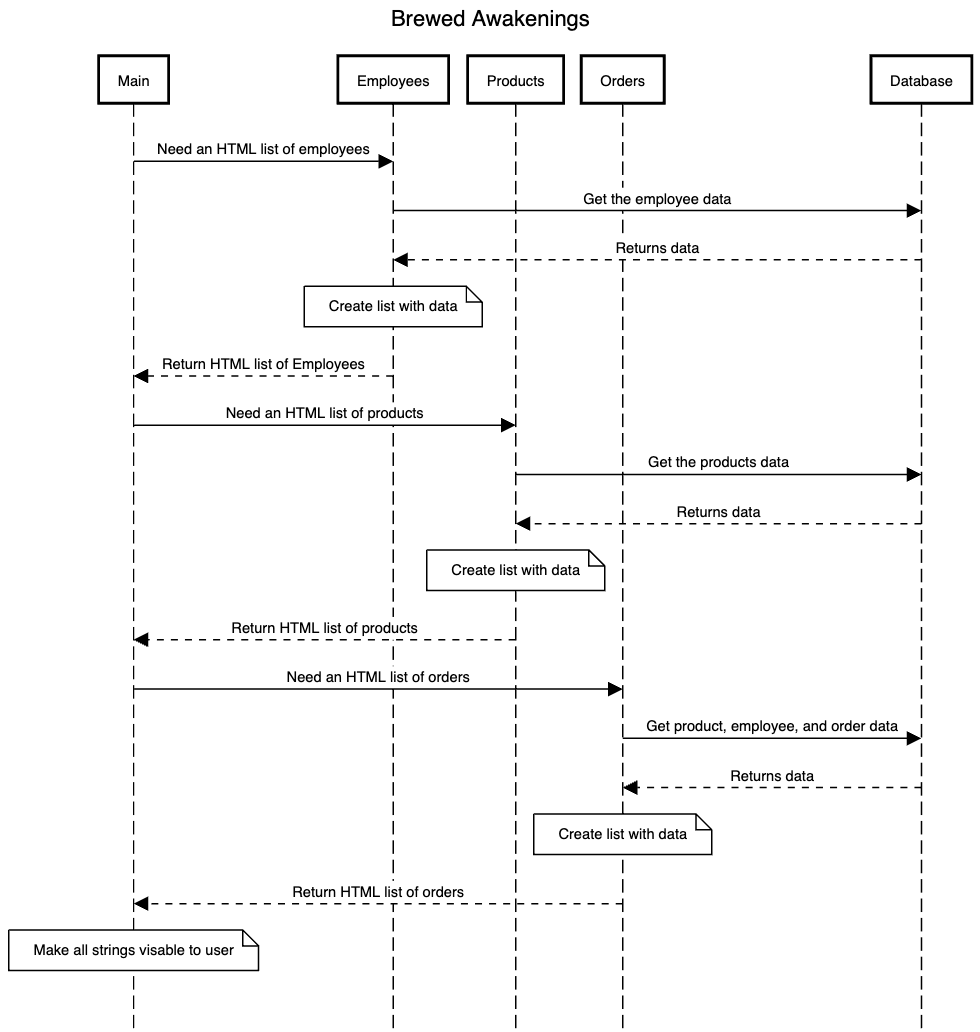 Brewed Awakenings
Main
Employees
Products
Orders
Database
Need an HTML list of employees
Get the employee data
Returns data
Create list with data
Return HTML list of Employees
Need an HTML list of products
Get the products data
Returns data
Create list with data
Return HTML list of products
Need an HTML list of orders
Get product, employee, and order data
Returns data
Create list with data
Return HTML list of orders
Make all strings visable to user